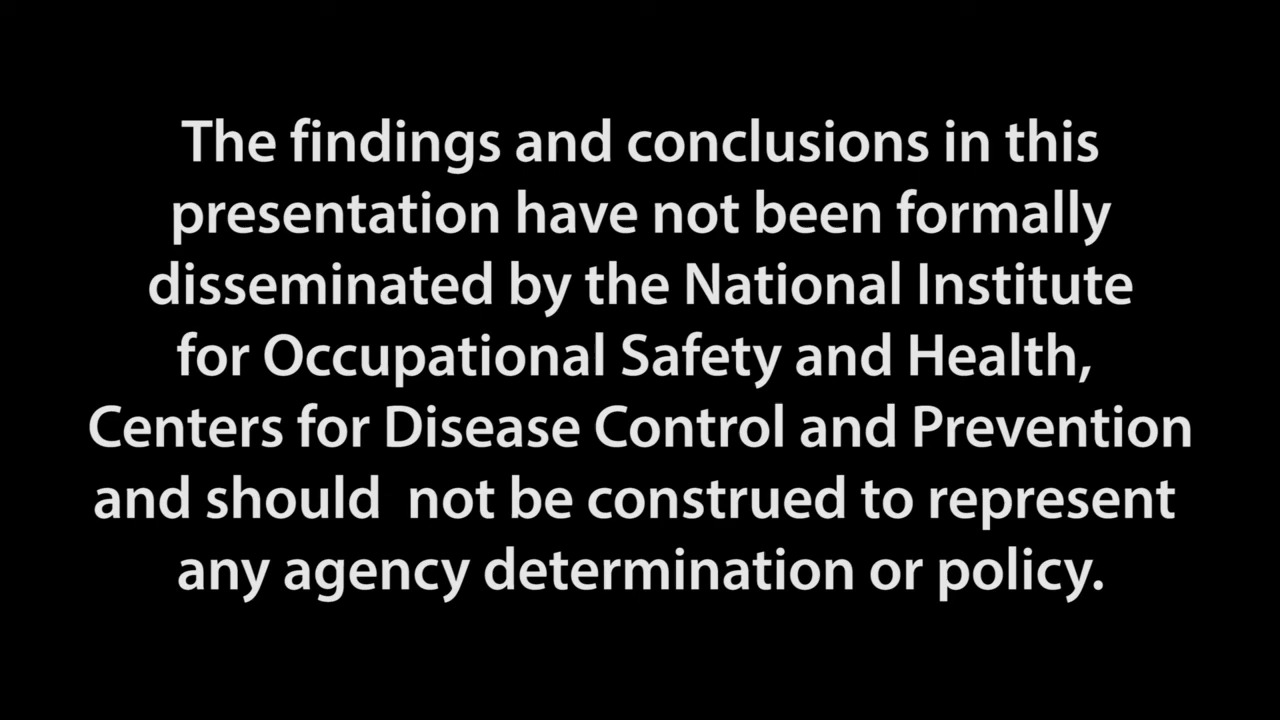 The findings and conclusions in this
presentation have not been formally
disseminated by the National Institute
for Occupational Safety and Health,
Centers for Disease Control and Prevention
and should  not be construed to represent
any agency determination or policy.